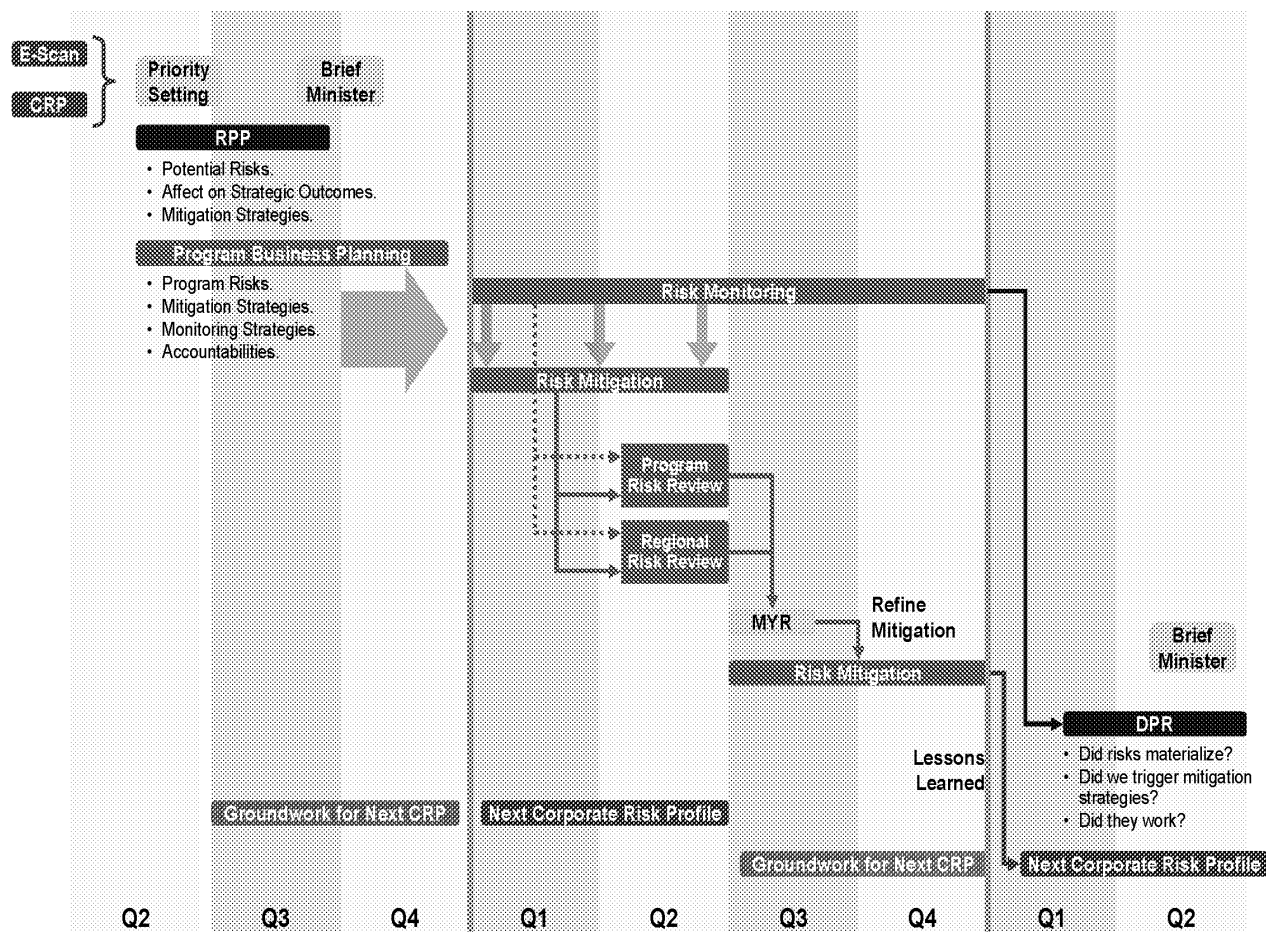 E-Scan
CRP
Priority
Setting
Brief
Minister
RPP
• Potential Risks.
• Affect on Strategic Outcomes.
• Mitigation Strategies.
Program Business Planning
• Program Risks.
• Mitigation Strategies.
• Monitoring Strategies.
• Accountabilities.
Risk Monitoring
Risk Mitigation
Program
Risk Review
Regional
Risk Review
MYR
Refine
Mitigation
Risk Mitigation
Brief
Minister
DPR
• Did risks materialize?
• Did we trigger mitigation
strategies?
• Did they work?
Lessons
Learned
Groundwork for Next CRP
Next Corporate Risk Profile
Groundwork for Next CRP
Next Corporate Risk Profile
Q2
Q3
Q4
Q1
Q2
Q3
Q4
Q1
Q2